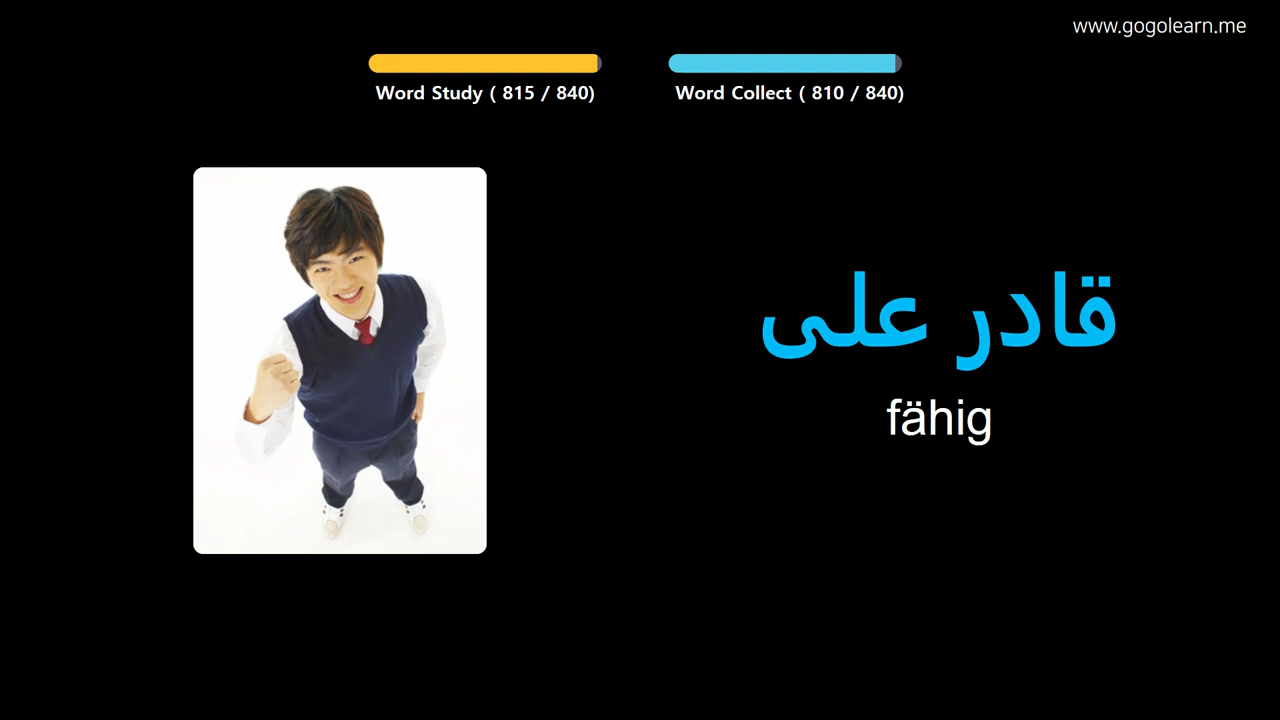 www.gogolearn.me
Word Study ( 815 / 840)
Word Collect ( 810 / 840)
قادر على
fähig